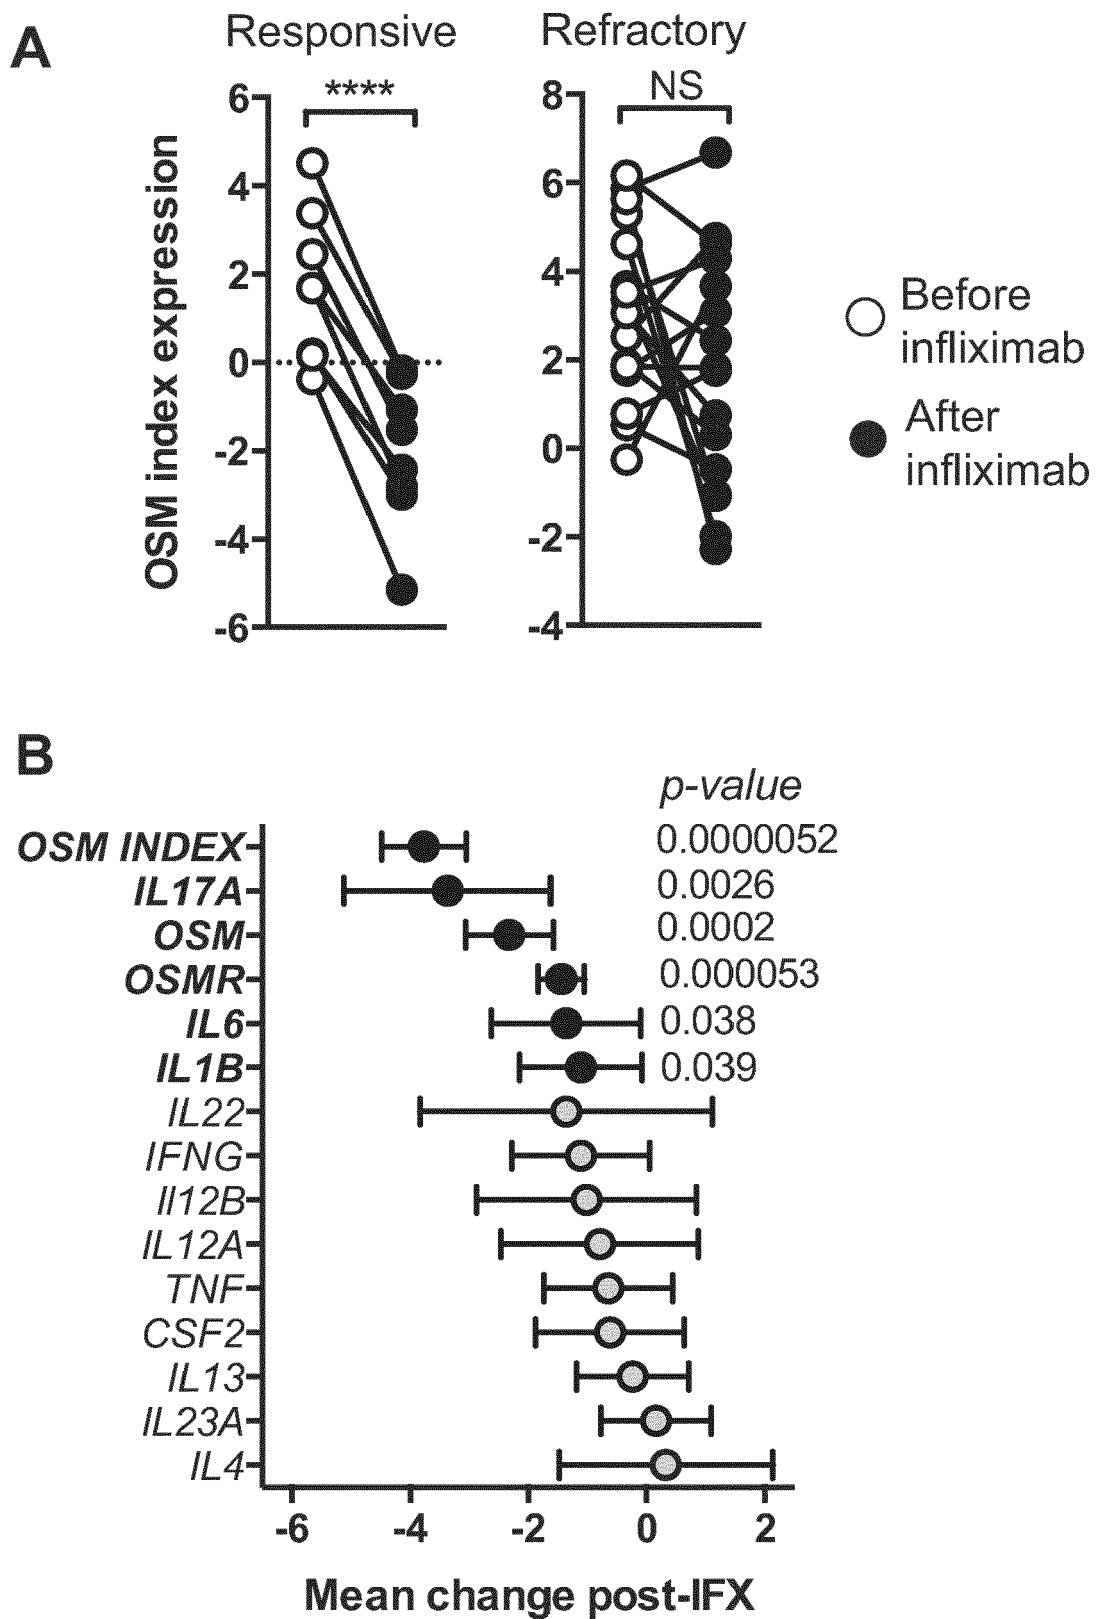 A
Responsive
Refractory
****
NS
OSM index expression
6
4
2
0
-2
-4
-6
8
6
4
2
0
-2
-4
Before
infliximab
After
infliximab
B
p-value
OSM INDEX
0.0000052
IL17A
0.0026
OSM
0.0002
OSMR
0.000053
IL6
0.038
IL1B
0.039
IL22
IFNG
Il12B
IL12A
TNF
CSF2
IL13
IL23A
IL4
-6
-4
-2
0
2
Mean change post-IFX